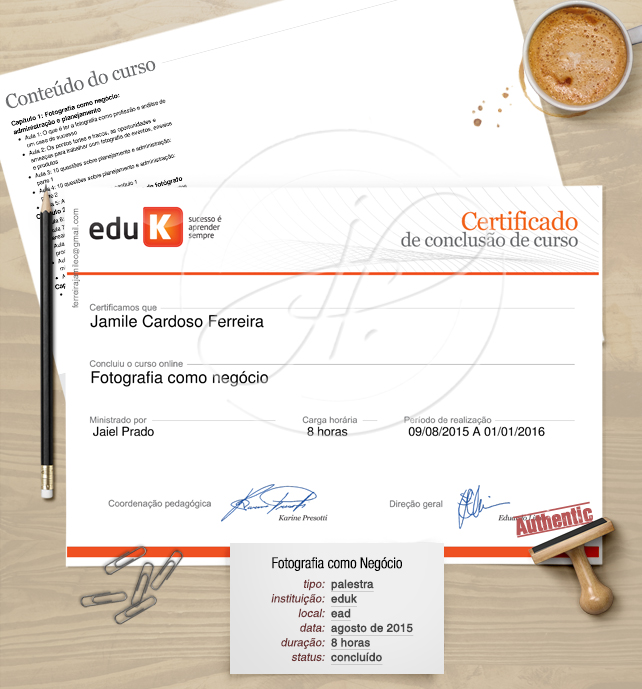 Conteúdo do curso
Capítulo 1: Fotografia como negócio:
administração e planejamento
Aula 1: O que é ter a fotografia como profissão e análise de
um case de sucesso
Aula 2: Os pontos fortes e fracos, as oportunidades e
ameaças para trabalhar com fotografia de eventos, ensaios
e produtos
Aula 3: 10 questões sobre planejamento e administração:
parte 1
Aula 4: 10 questões sobre planejamento e administração:
parte 2
ferreirajamileo@gmail.com
eduK
sucesso é
aprender
sempre
Certificado
de conclusão de curso
Certificamos que
Jamile Cardoso Ferreira
Concluiu o curso online
Fotografia como negócio
Ministrado por Carga horária Periodo de realização
Jaiel Prado 8 horas 09/08/2015 A 01/01/2016
Coordenação pedagógica Direção geral
Karine Presotti
Eduardo
Authentic
Fotografia como Negócio
tipo: palestra
instituição: eduk
local: ead
data: agosto de 2015
duração: 8 horas
status: concluído